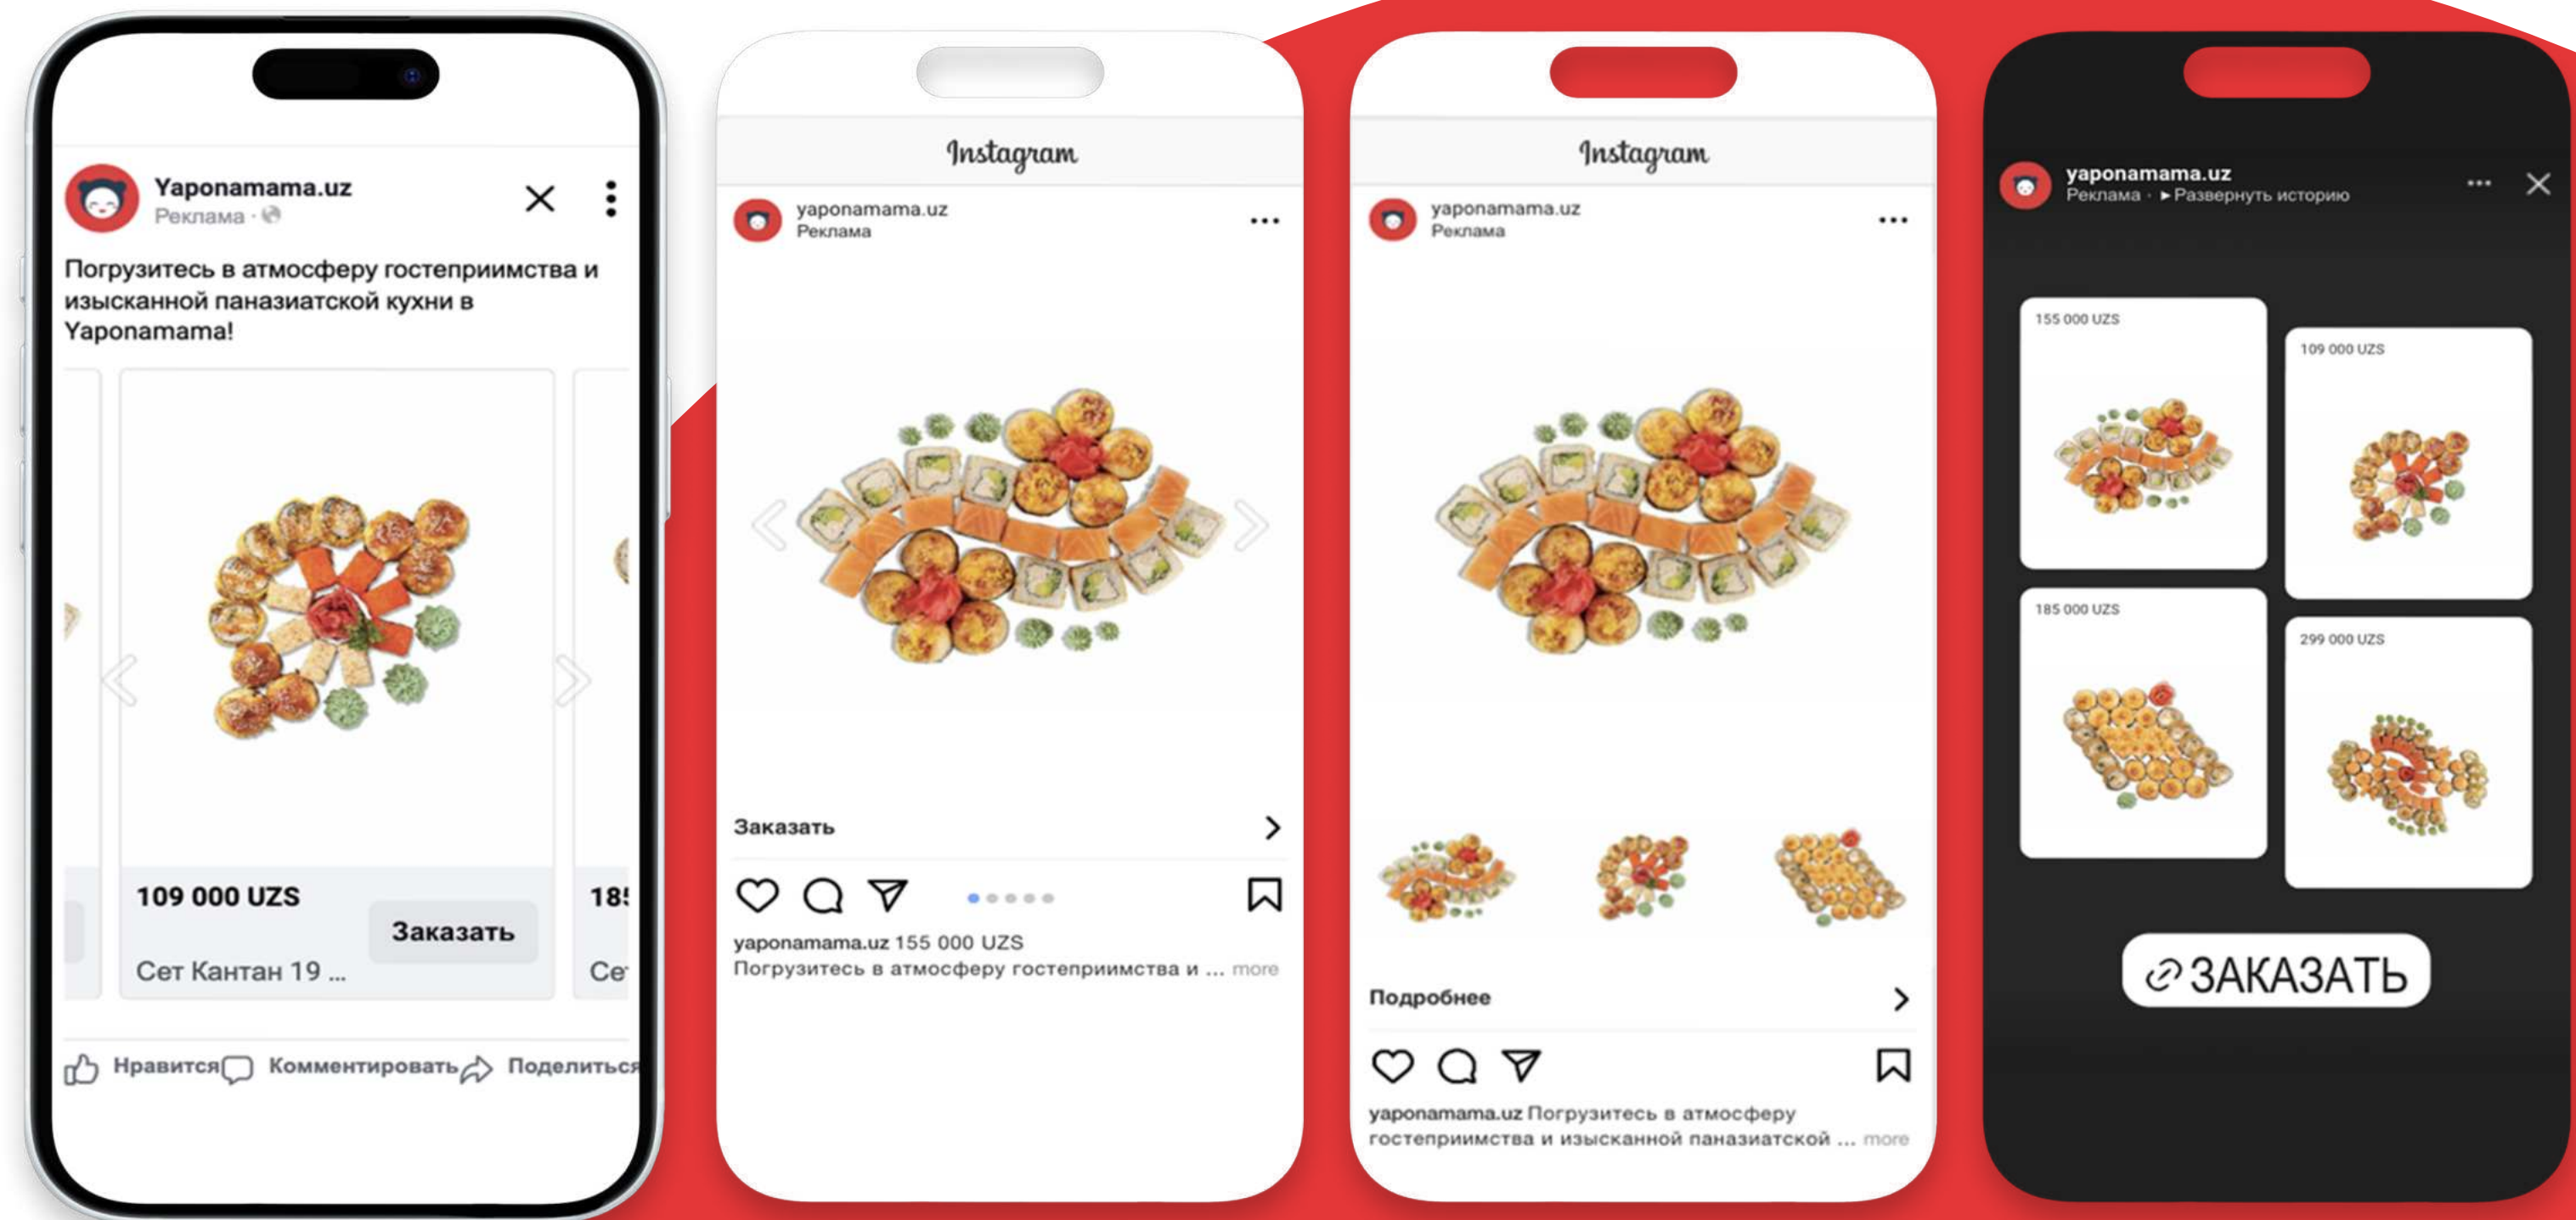 Yaponamama.uz
Реклама ·
Погрузитесь в атмосферу гостеприимства и
изысканной паназиатской кухни в
Yaponamama!
109 000 UZS
Заказать
Сет Кантан 19 ...
185
Се
Нравится
Комментировать
Поделиться
Instagram
yaponamama.uz
Реклама
Заказать
yaponamama.uz 155 000 UZS
Погрузитесь в атмосферу гостеприимства и ... more
Instagram
yaponamama.uz
Реклама
Подробнее
yaponamama.uz Погрузитесь в атмосферу
гостеприимства и изысканной паназиатской ... more
yaponamama.uz
Реклама · ►Развернуть историю
155 000 UZS
109 000 UZS
185 000 UZS
299 000 UZS
ЗАКАЗАТЬ